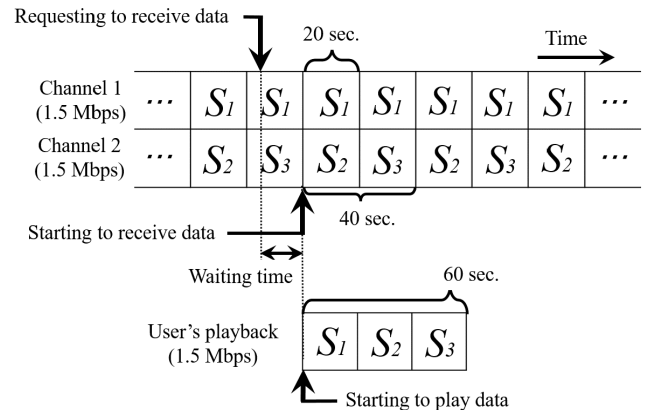 Requesting to receive data
20 sec.
Time
Channel 1
(1.5 Mbps)
... S1 S1 S1 S1 S1 S1 S1 ...
Channel 2
(1.5 Mbps)
... S2 S3 S2 S3 S2 S3 S2 ...
Starting to receive data
40 sec.
Waiting time
60 sec.
User's playback
(1.5 Mbps)
S1 S2 S3
Starting to play data